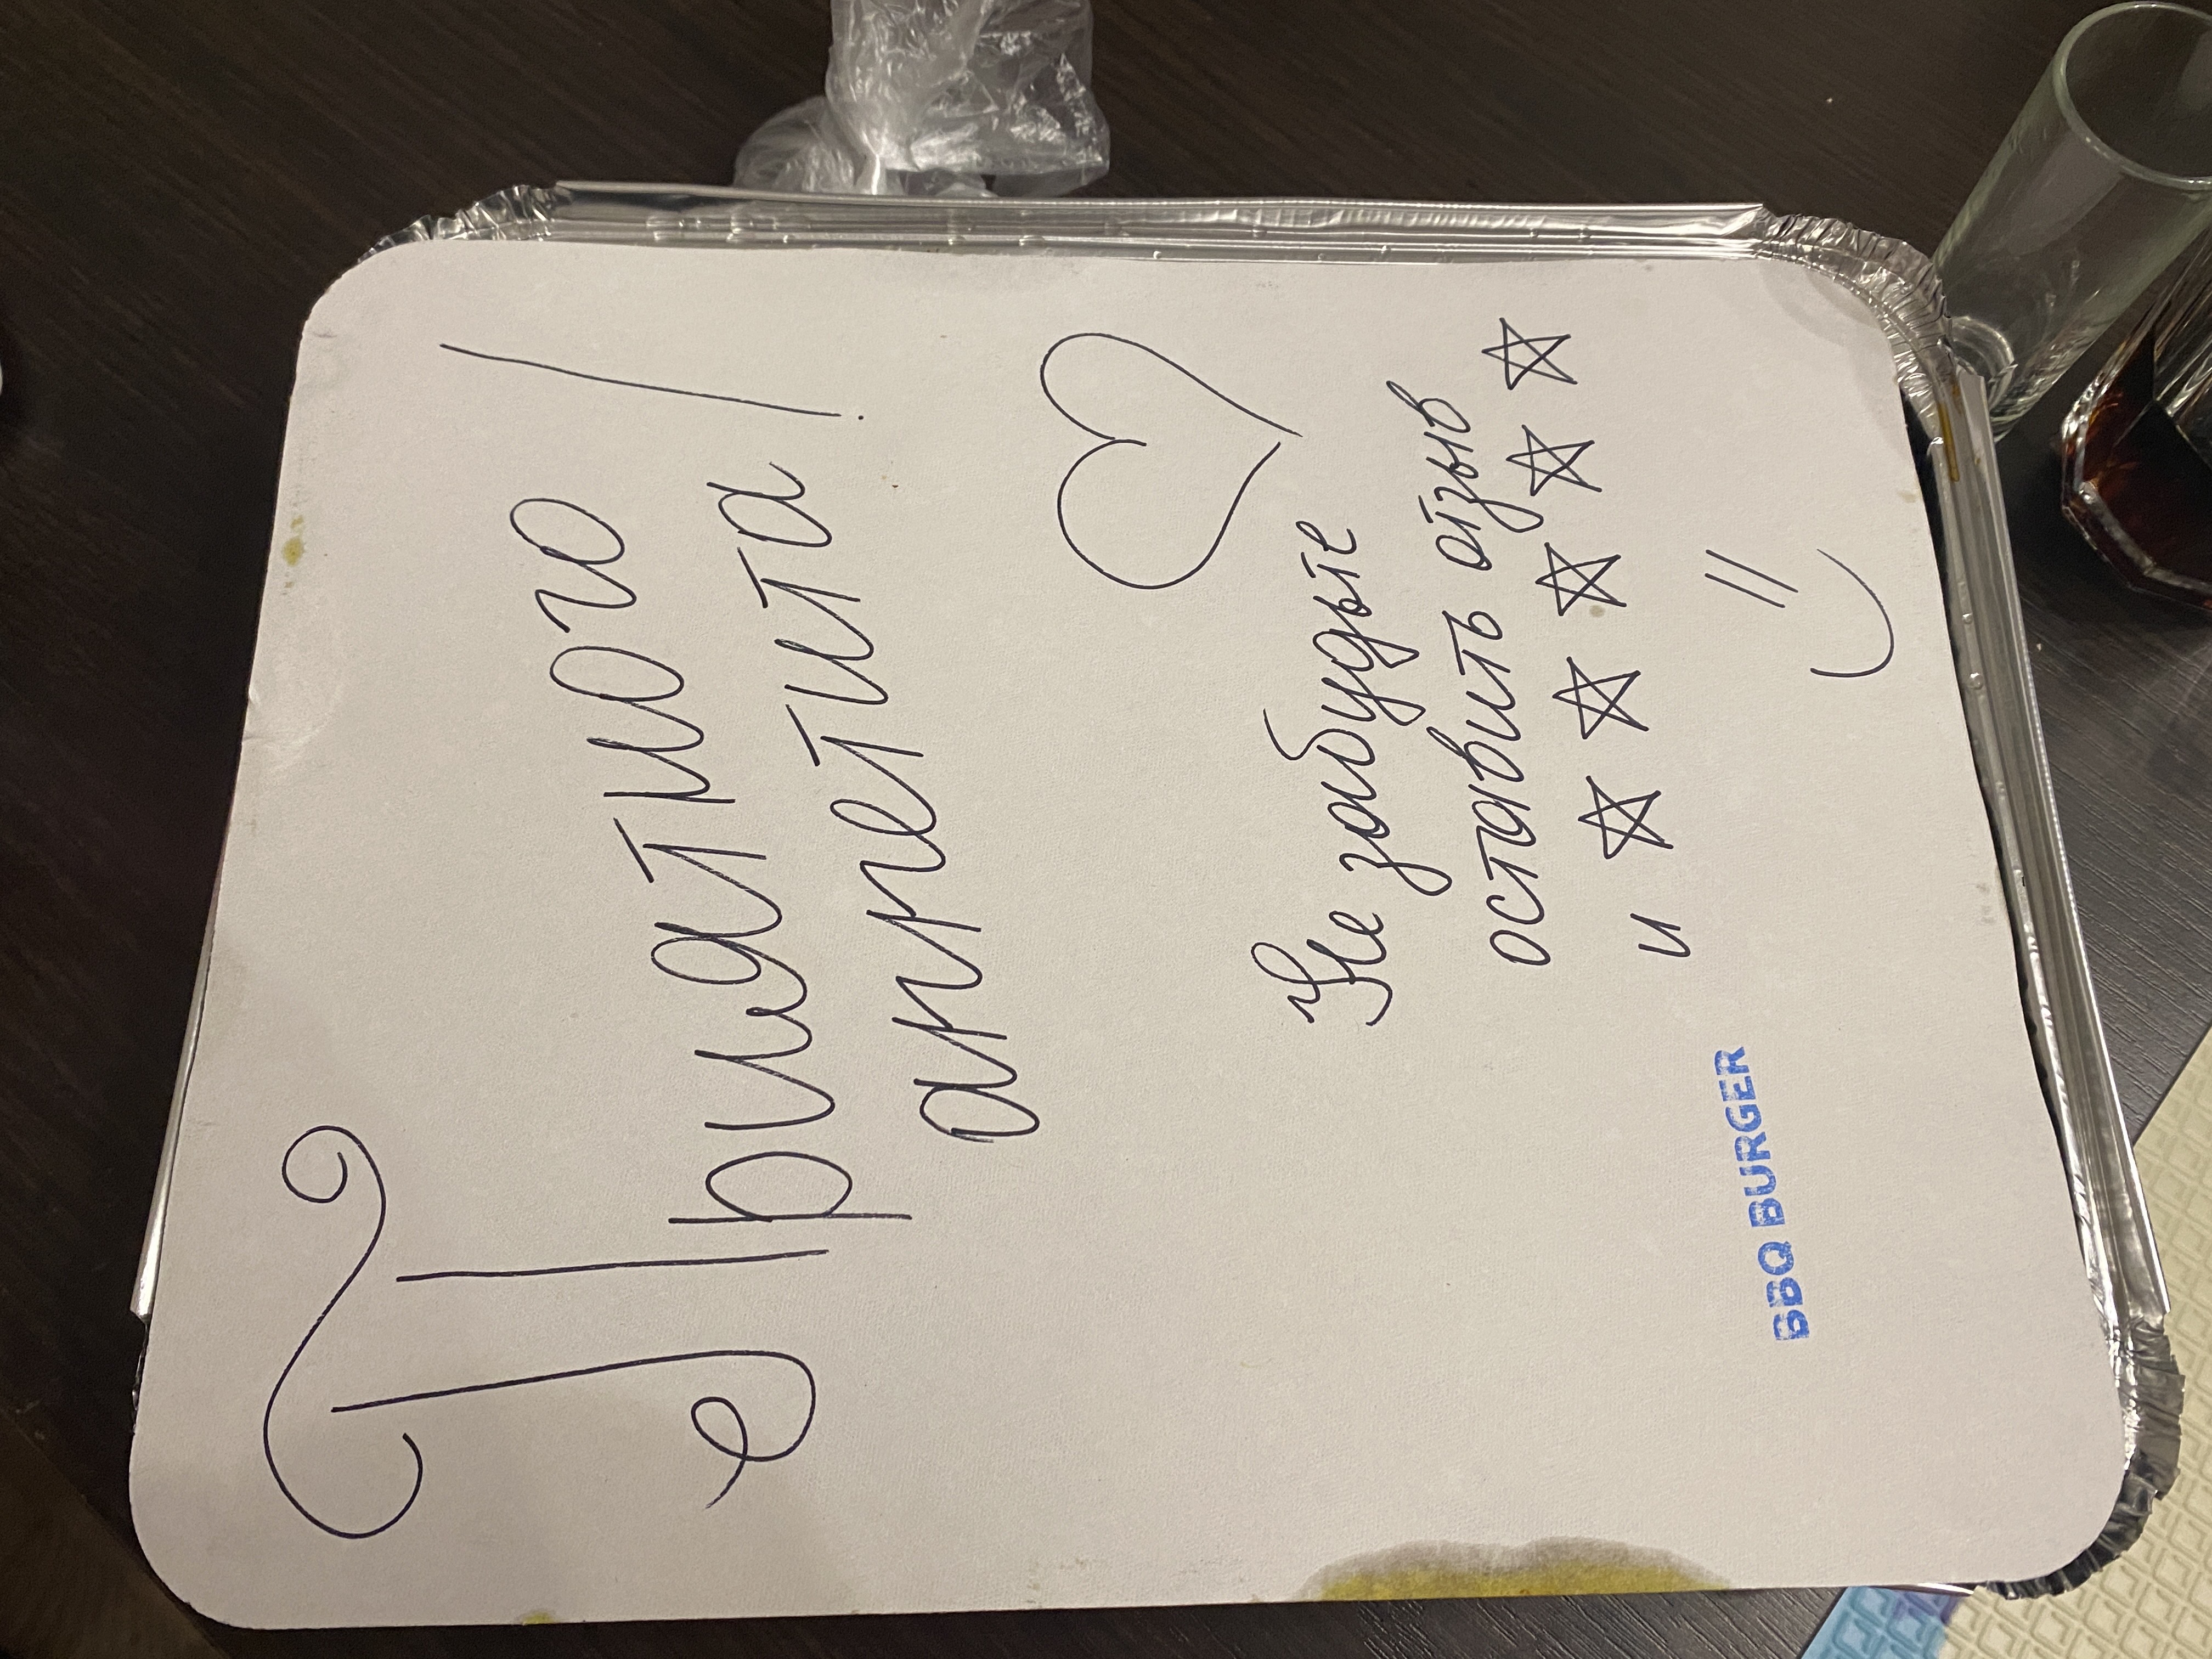 Приятного
аппетита!
Не забудьте
оставить отзыв
и ☆☆☆☆☆
BBQ BURGER